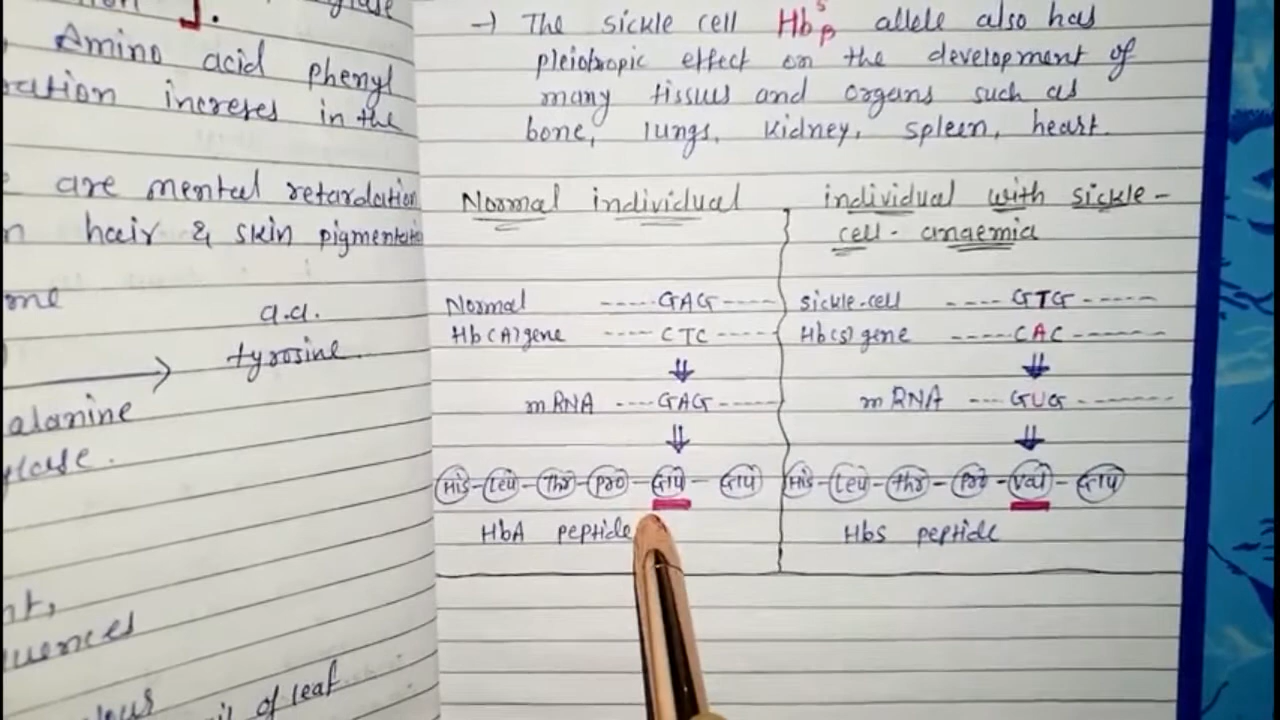 Amino acid phenyl
increses in the
are mental retardation
hair & skin pigmentati
a.a.
tyrosine.
alanine
of leaf
→ The sickle cell Hbˢβ allele also has
pleiotropic effect on the development of
many tissues and organs such as
bone, lungs, kidney, spleen, heart.
Normal individual
individual with sickle-
cell-anaemia
Normal ----GAG---- sickle-cell ----GTG-----
Hb(A)gene ----CTC---- Hb(s)gene ----CAC------
⇓ ⇓
mRNA ----GAG---- mRNA ---GUG------
⇓ ⇓
His-Leu-Thr-Pro-Glu-Glu His-Leu-Thr-Pro-Val-Glu
HbA peptide HbS peptide